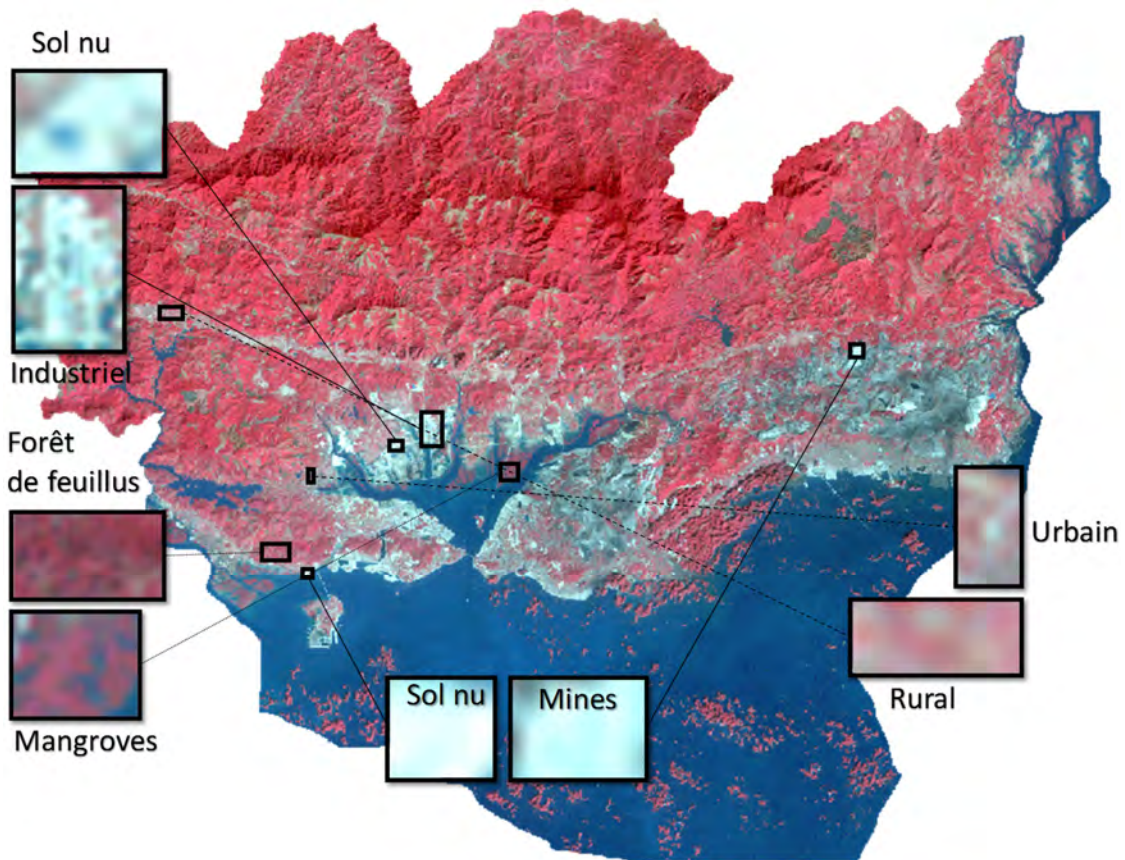 Sol nu
Industriel
Forêt
de feuillus
Mangroves
Sol nu
Mines
Urbain
Rural